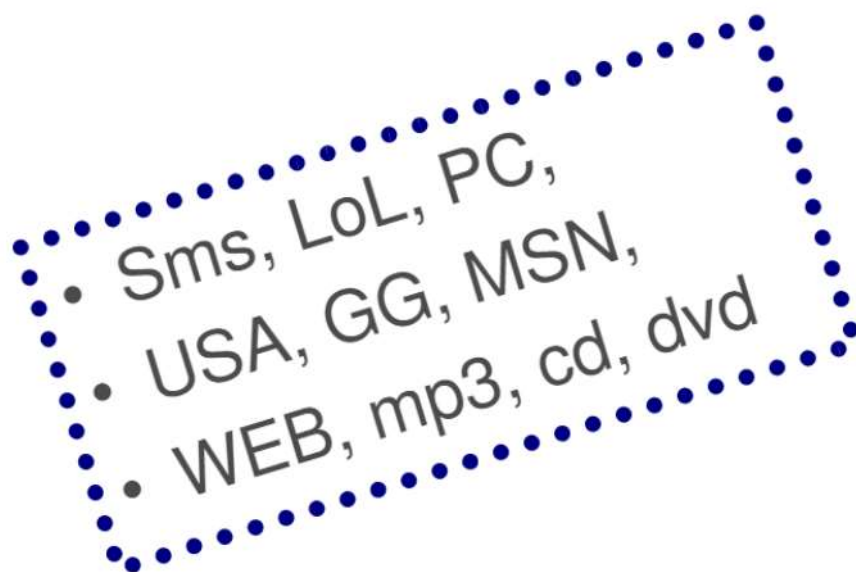 • Sms, LoL, PC,
• USA, GG, MSN,
• WEB, mp3, cd, dvd